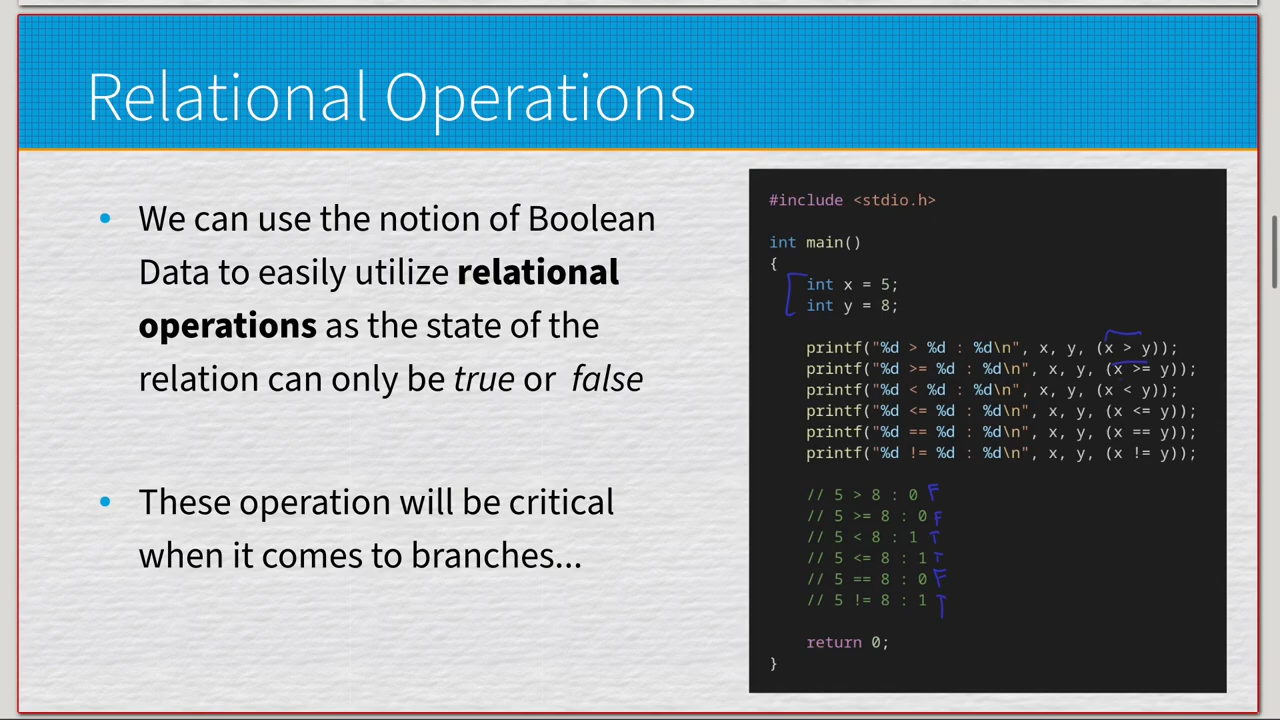 Relational Operations
• We can use the notion of Boolean
Data to easily utilize relational
operations as the state of the
relation can only be true or false
• These operation will be critical
when it comes to branches...
#include <stdio.h>
int main()
{
int x = 5;
int y = 8;
printf("%d > %d : %d\n", x, y, (x > y));
printf("%d >= %d : %d\n", x, y, (x >= y));
printf("%d < %d : %d\n", x, y, (x < y));
printf("%d <= %d : %d\n", x, y, (x <= y));
printf("%d == %d : %d\n", x, y, (x == y));
printf("%d != %d : %d\n", x, y, (x != y));
// 5 > 8 : 0 F
// 5 >= 8 : 0 F
// 5 < 8 : 1 T
// 5 <= 8 : 1 T
// 5 == 8 : 0 F
// 5 != 8 : 1 T
return 0;
}